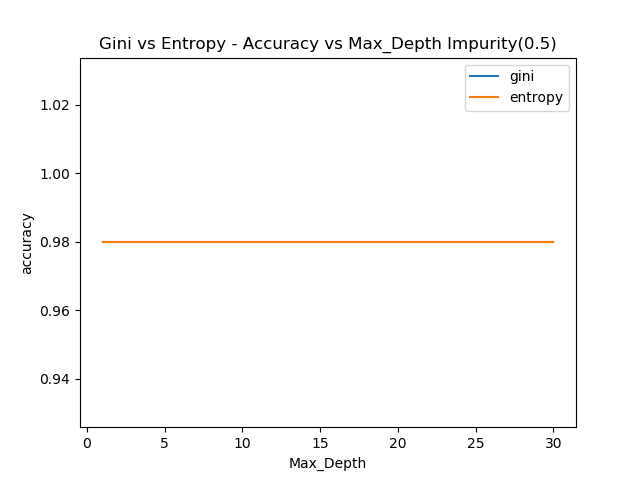 Gini vs Entropy - Accuracy vs Max_Depth Impurity(0.5)
gini
entropy
1.02
1.00
0.98
0.96
0.94
accuracy
0 5 10 15 20 25 30
Max_Depth